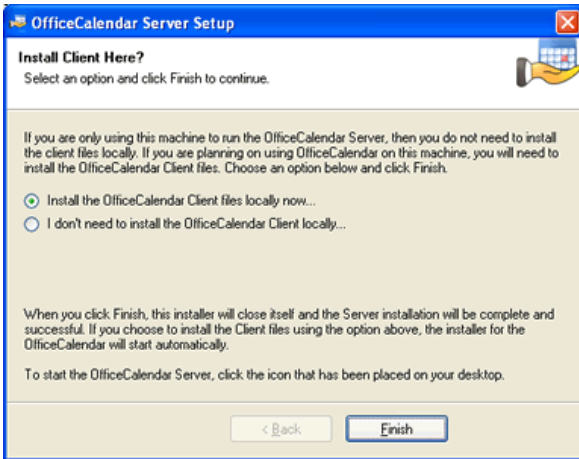 OfficeCalendar Server Setup
Install Client Here?
Select an option and click Finish to continue.
If you are only using this machine to run the OfficeCalendar Server, then you do not need to install
the client files locally. If you are planning on using OfficeCalendar on this machine, you will need to
install the OfficeCalendar Client files. Choose an option below and click Finish.
Install the OfficeCalendar Client files locally now...
I don't need to install the OfficeCalendar Client locally...
When you click Finish, this installer will close itself and the Server installation will be complete and
successful. If you choose to install the Client files using the option above, the installer for the
OfficeCalendar will start automatically.
To start the OfficeCalendar Server, click the icon that has been placed on your desktop.
< Back
Finish